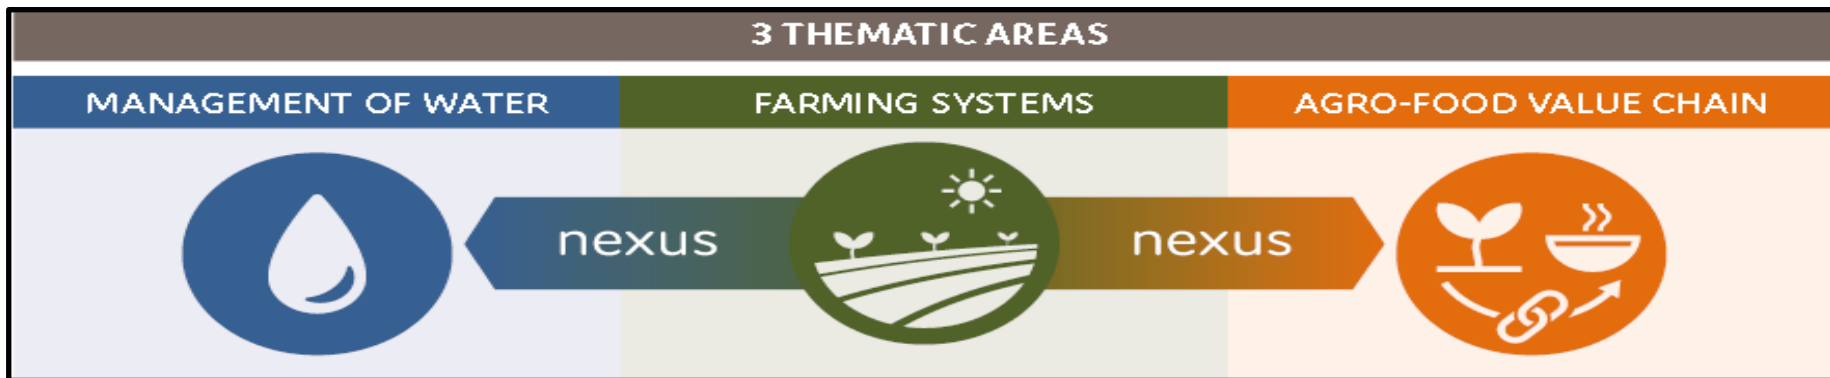 3 THEMATIC AREAS
MANAGEMENT OF WATER
FARMING SYSTEMS
AGRO-FOOD VALUE CHAIN
nexus
nexus